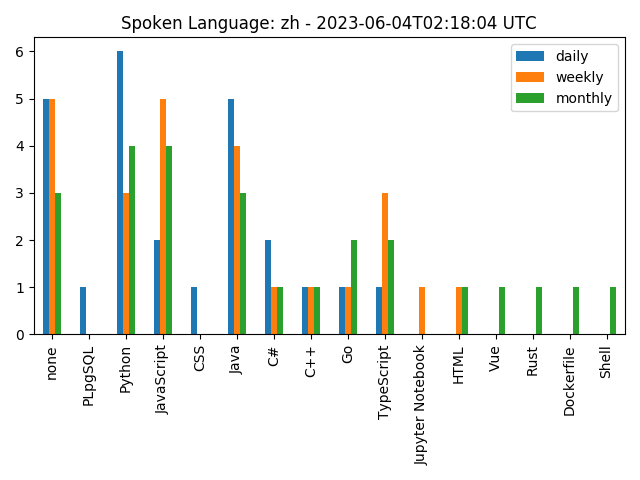 Spoken Language: zh - 2023-06-04T02:18:04 UTC
daily
weekly
monthly
6
5
4
3
2
1
0
none
PLpgSQL
Python
JavaScript
CSS
Java
C#
C++
Go
TypeScript
Jupyter Notebook
HTML
Vue
Rust
Dockerfile
Shell